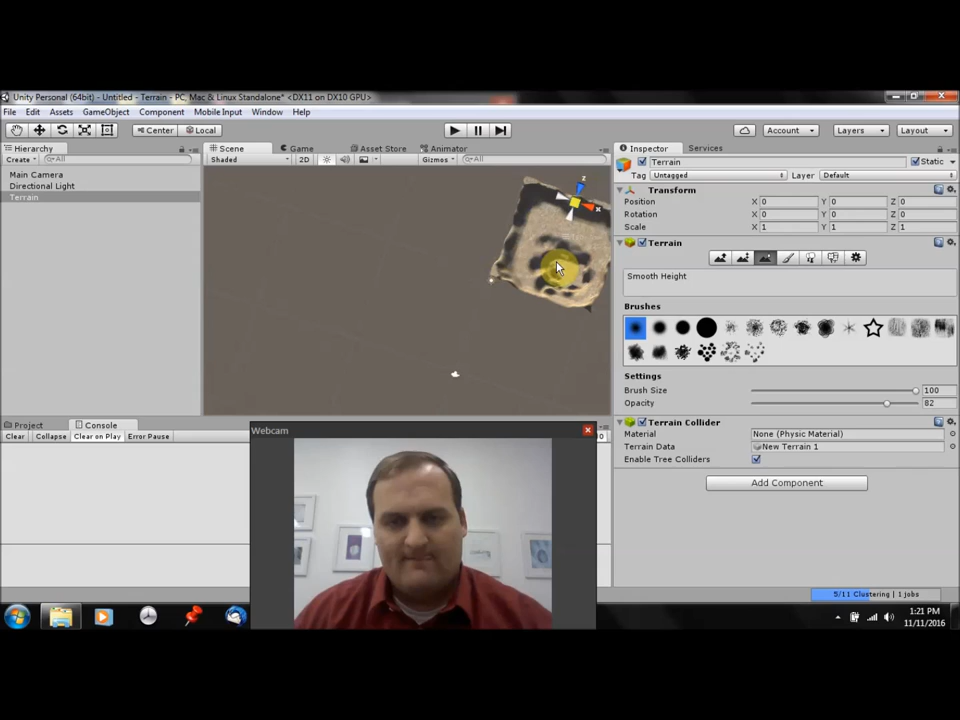 Unity Personal (64bit) - Untitled - Terrain - PC, Mac & Linux Standalone* <DX11 on DX10 GPU>
File Edit Assets GameObject Component Mobile Input Window Help
Center Local Account Layers Layout
Hierarchy Scene Game Asset Store Animator Inspector Services
Create All Shaded 2D Gizmos All Terrain Static
Main Camera Tag Untagged Layer Default
Directional Light Transform
Terrain Position X 0 Y 0 Z 0
Rotation X 0 Y 0 Z 0
Scale X 1 Y 1 Z 1
z
x
Terrain
Smooth Height
Brushes
Settings
Brush Size 100
Opacity 82
Project Console Terrain Collider
Clear Collapse Clear on Play Error Pause Webcam Material None (Physic Material)
Terrain Data New Terrain 1
Enable Tree Colliders
Add Component
5/11 Clustering | 1 jobs
1:21 PM
11/11/2016